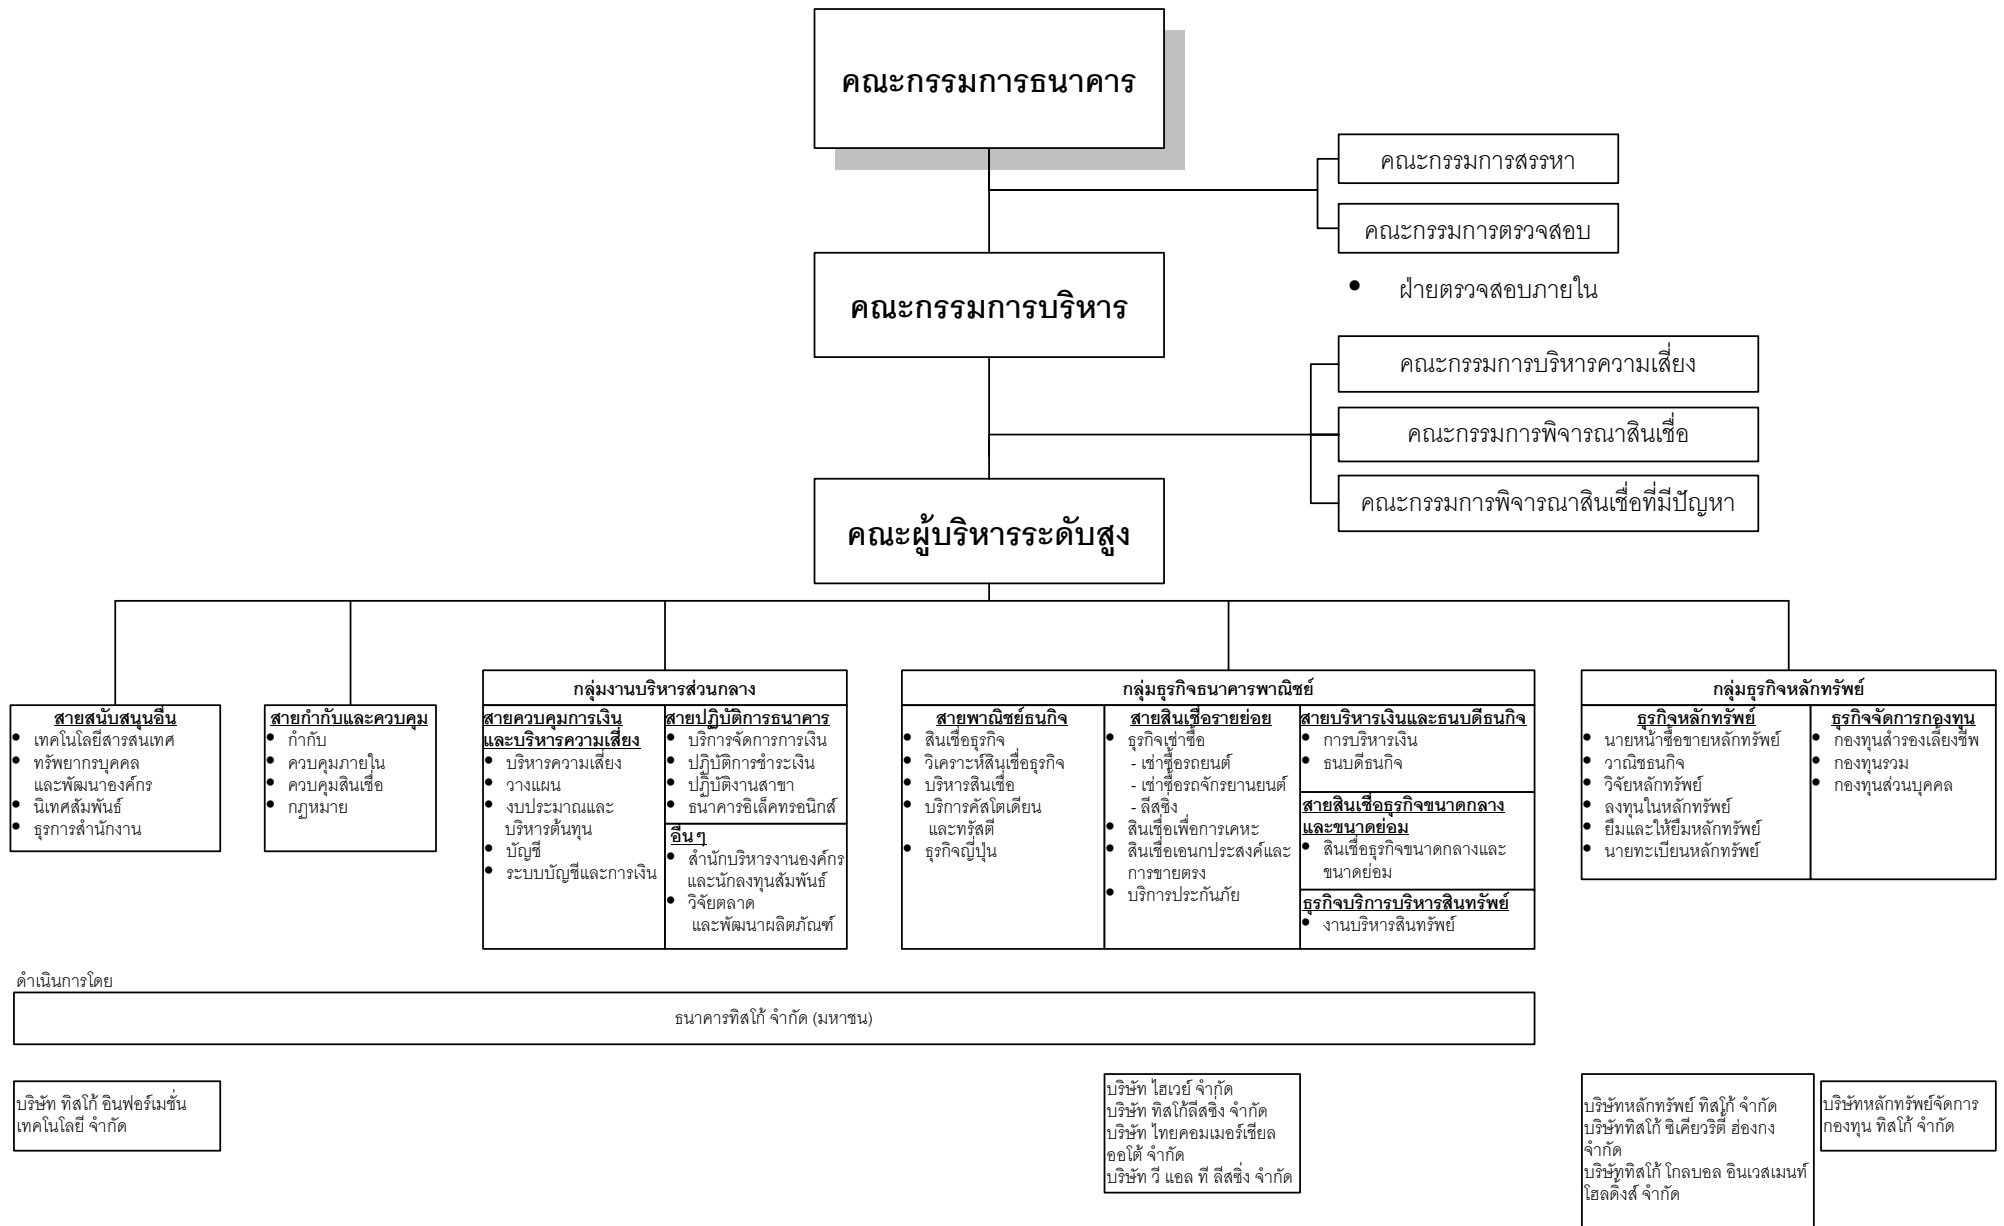 คณะกรรมการธนาคาร
คณะกรรมการสรรหา
คณะกรรมการตรวจสอบ
• ฝ่ายตรวจสอบภายใน
คณะกรรมการบริหาร
คณะกรรมการบริหารความเสี่ยง
คณะกรรมการพิจารณาสินเชื่อ
คณะกรรมการพิจารณาสินเชื่อที่มีปัญหา
คณะผู้บริหารระดับสูง
สายสนับสนุนอื่น
• เทคโนโลยีสารสนเทศ
• ทรัพยากรบุคคล
และพัฒนาองค์กร
• นิเทศสัมพันธ์
• ธุรการสำนักงาน
สายกำกับและควบคุม
• กำกับ
• ควบคุมภายใน
• ควบคุมสินเชื่อ
• กฎหมาย
กลุ่มงานบริหารส่วนกลาง
สายควบคุมการเงิน
และบริหารความเสี่ยง
• บริหารความเสี่ยง
• วางแผน
• งบประมาณและ
บริหารต้นทุน
• บัญชี
• ระบบบัญชีและการเงิน
สายปฏิบัติการธนาคาร
• บริการจัดการการเงิน
• ปฏิบัติการชำระเงิน
• ปฏิบัติงานสาขา
• ธนาคารอิเล็คทรอนิกส์
อื่น ๆ
• สำนักบริหารงานองค์กร
และนักลงทุนสัมพันธ์
• วิจัยตลาด
และพัฒนาผลิตภัณฑ์
กลุ่มธุรกิจธนาคารพาณิชย์
สายพาณิชย์ธนกิจ
• สินเชื่อธุรกิจ
• วิเคราะห์สินเชื่อธุรกิจ
• บริหารสินเชื่อ
• บริการคัสโตเดียน
และทรัสตี
• ธุรกิจญี่ปุ่น
สายสินเชื่อรายย่อย
• ธุรกิจเช่าซื้อ
- เช่าซื้อรถยนต์
- เช่าซื้อรถจักรยานยนต์
- ลีสซิ่ง
• สินเชื่อเพื่อการเคหะ
• สินเชื่อเอนกประสงค์และ
การขายตรง
• บริการประกันภัย
สายบริหารเงินและธนบดีธนกิจ
• การบริหารเงิน
• ธนบดีธนกิจ
สายสินเชื่อธุรกิจขนาดกลาง
และขนาดย่อม
• สินเชื่อธุรกิจขนาดกลางและ
ขนาดย่อม
ธุรกิจบริการบริหารสินทรัพย์
• งานบริหารสินทรัพย์
กลุ่มธุรกิจหลักทรัพย์
ธุรกิจหลักทรัพย์
• นายหน้าซื้อขายหลักทรัพย์
• วาณิชธนกิจ
• วิจัยหลักทรัพย์
• ลงทุนในหลักทรัพย์
• ยืมและให้ยืมหลักทรัพย์
• นายทะเบียนหลักทรัพย์
ธุรกิจจัดการกองทุน
• กองทุนสำรองเลี้ยงชีพ
• กองทุนรวม
• กองทุนส่วนบุคคล
ดำเนินการโดย
ธนาคารทิสโก้ จำกัด (มหาชน)
บริษัท ทิสโก้ อินฟอร์เมชั่น
เทคโนโลยี จำกัด
บริษัท ไฮเวย์ จำกัด
บริษัท ทิสโก้ลีสซิ่ง จำกัด
บริษัท ไทยคอมเมอร์เชียล
ออโต้ จำกัด
บริษัท วี แอล ที ลีสซิ่ง จำกัด
บริษัทหลักทรัพย์ ทิสโก้ จำกัด
บริษัททิสโก้ ซิเคียวริตี้ ฮ่องกง
จำกัด
บริษัททิสโก้ โกลบอล อินเวสเมนท์
โฮลดิ้งส์ จำกัด
บริษัทหลักทรัพย์จัดการ
กองทุน ทิสโก้ จำกัด